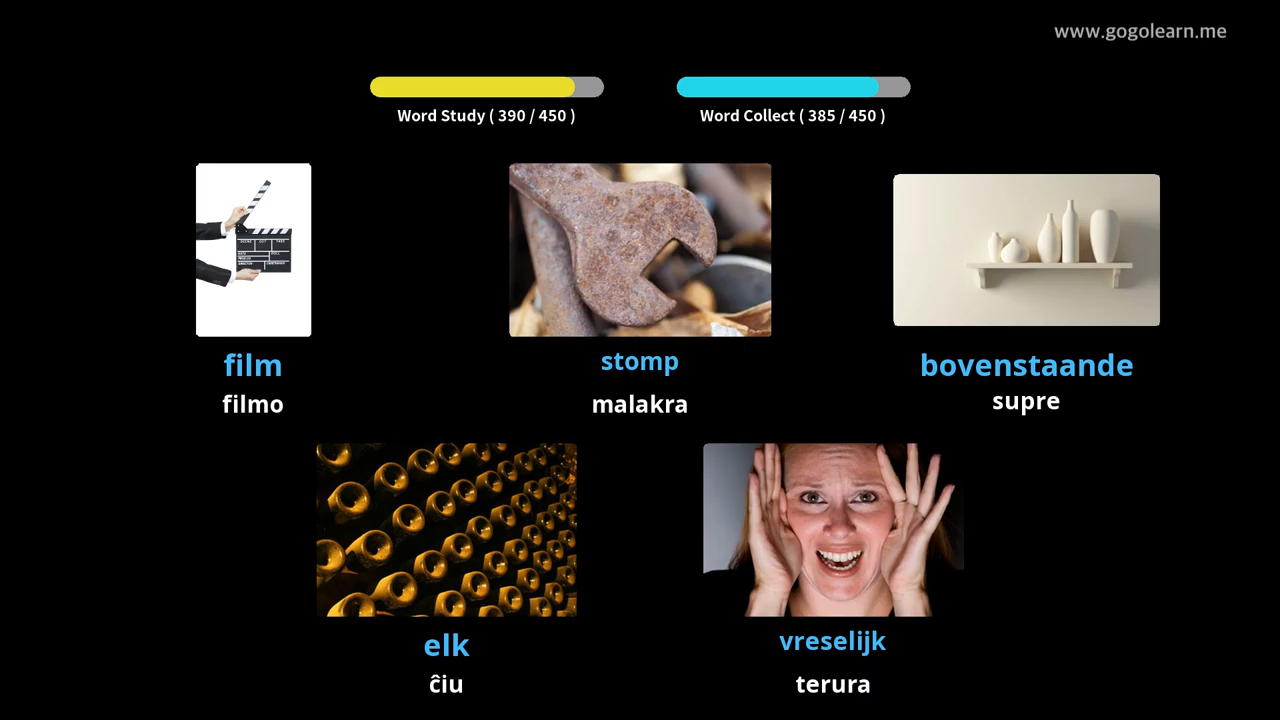 www.gogolearn.me
Word Study ( 390 / 450 )
Word Collect ( 385 / 450 )
film
filmo
stomp
malakra
bovenstaande
supre
elk
ĉiu
vreselijk
terura